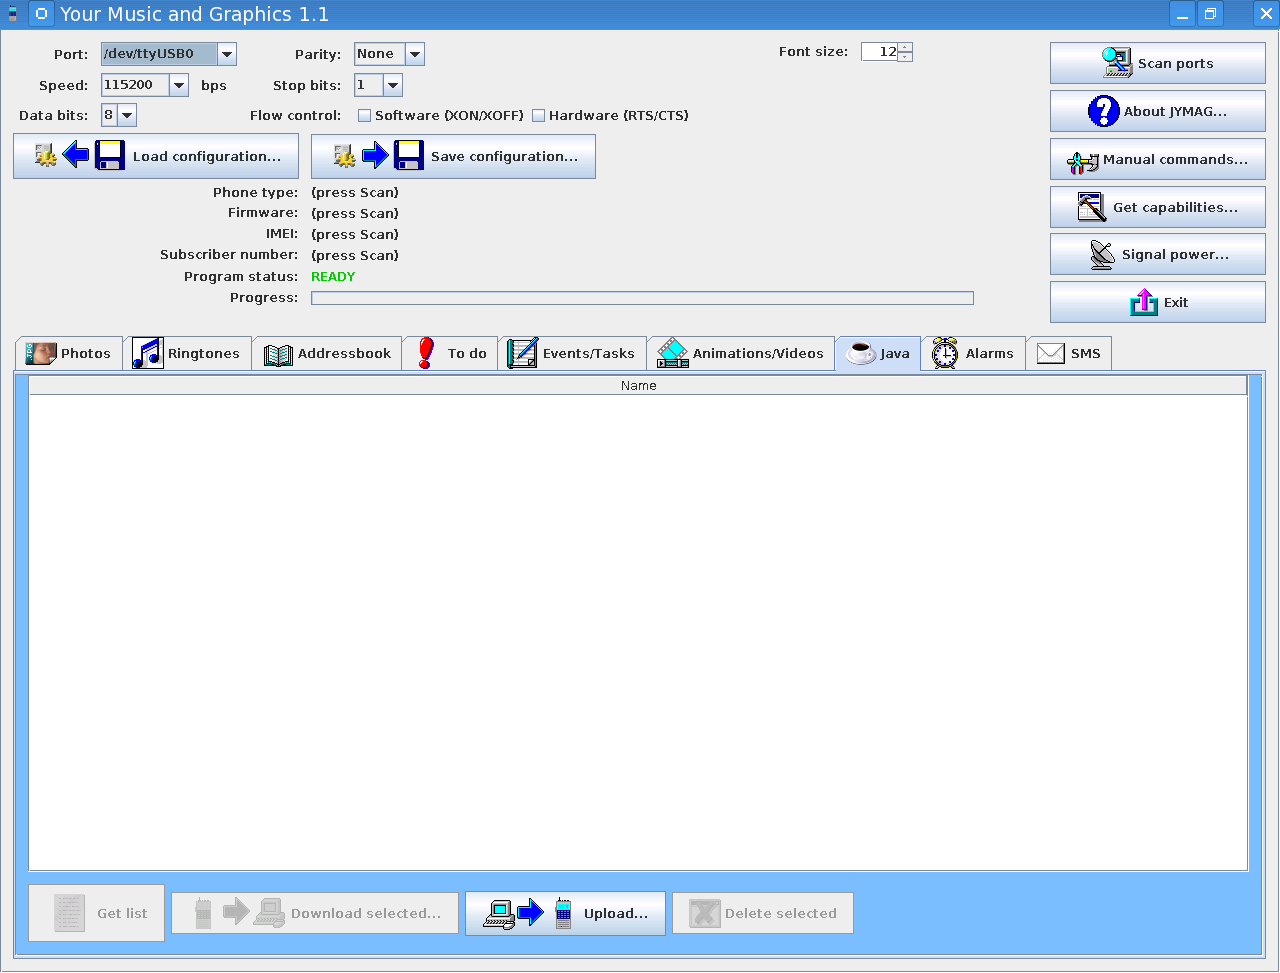 Your Music and Graphics 1.1
Port: /dev/ttyUSB0 Parity: None Font size: 12 Scan ports
Speed: 115200 bps Stop bits: 1
Data bits: 8 Flow control: Software (XON/XOFF) Hardware (RTS/CTS) About JYMAG...
Load configuration... Save configuration... Manual commands...
Phone type: (press Scan)
Firmware: (press Scan) Get capabilities...
IMEI: (press Scan)
Subscriber number: (press Scan) Signal power...
Program status: READY
Progress: Exit
Photos Ringtones Addressbook To do Events/Tasks Animations/Videos Java Alarms SMS
Name
Get list Download selected... Upload... Delete selected